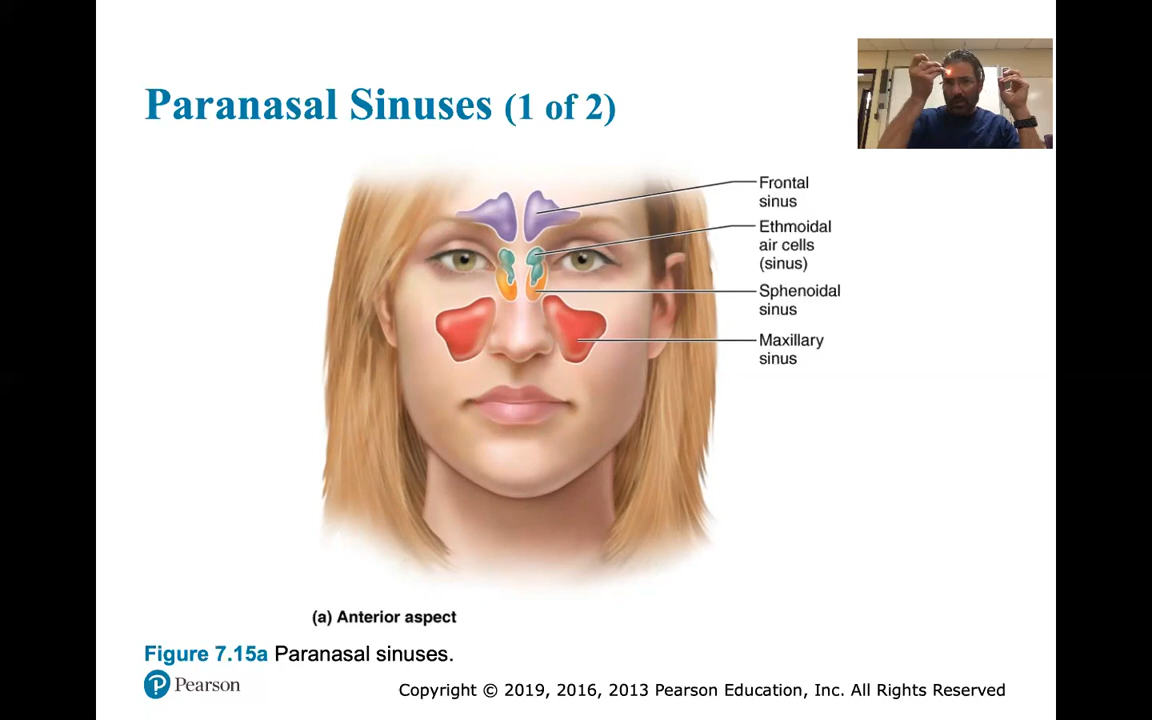 Paranasal Sinuses (1 of 2)
Frontal
sinus
Ethmoidal
air cells
(sinus)
Sphenoidal
sinus
Maxillary
sinus
(a) Anterior aspect
Figure 7.15a Paranasal sinuses.
P Pearson
Copyright © 2019, 2016, 2013 Pearson Education, Inc. All Rights Reserved